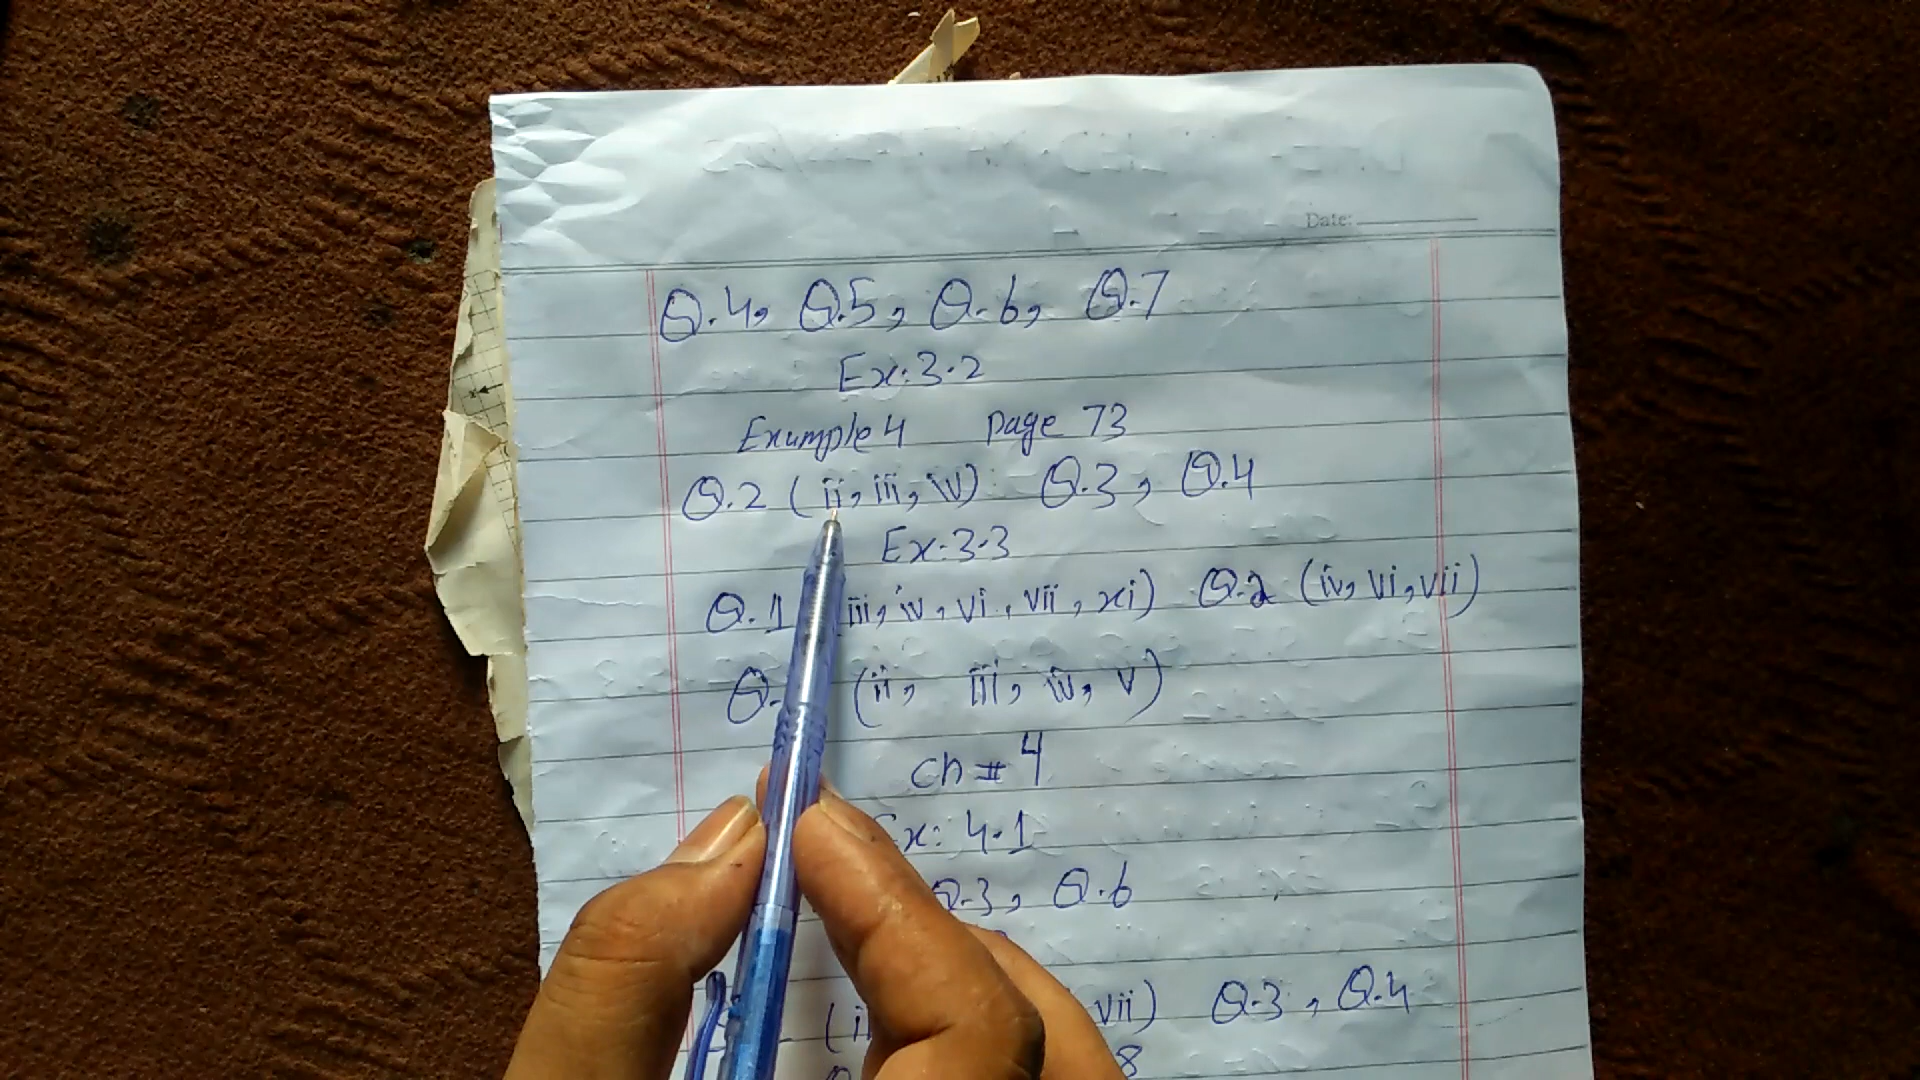 Date:
Q.4, Q.5, Q.6, Q.7
Ex:3.2
Example 4 Page 73
Q.2 (ii, iii, iv) Q.3, Q.4
Ex:3.3
Q.1 iii, iv, vi, vii, xi) Q.2 (iv, vi, vii)
Q. (ii, iii, iv, v)
Ch # 4
Ex: 4.1
Q.3, Q.6
vii) Q.3, Q.4
8